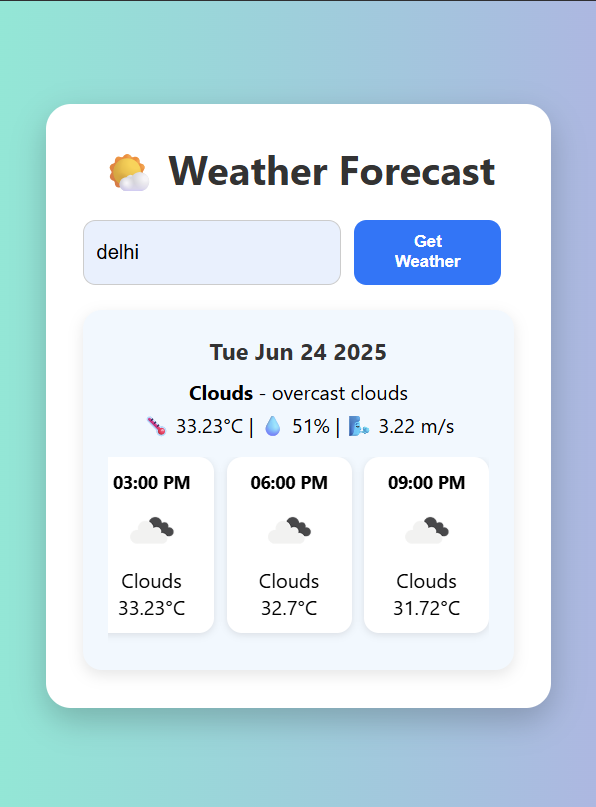 Weather Forecast
delhi
Get
Weather
Tue Jun 24 2025
Clouds - overcast clouds
33.23°C | 51% | 3.22 m/s
03:00 PM 06:00 PM 09:00 PM
Clouds Clouds Clouds
33.23°C 32.7°C 31.72°C